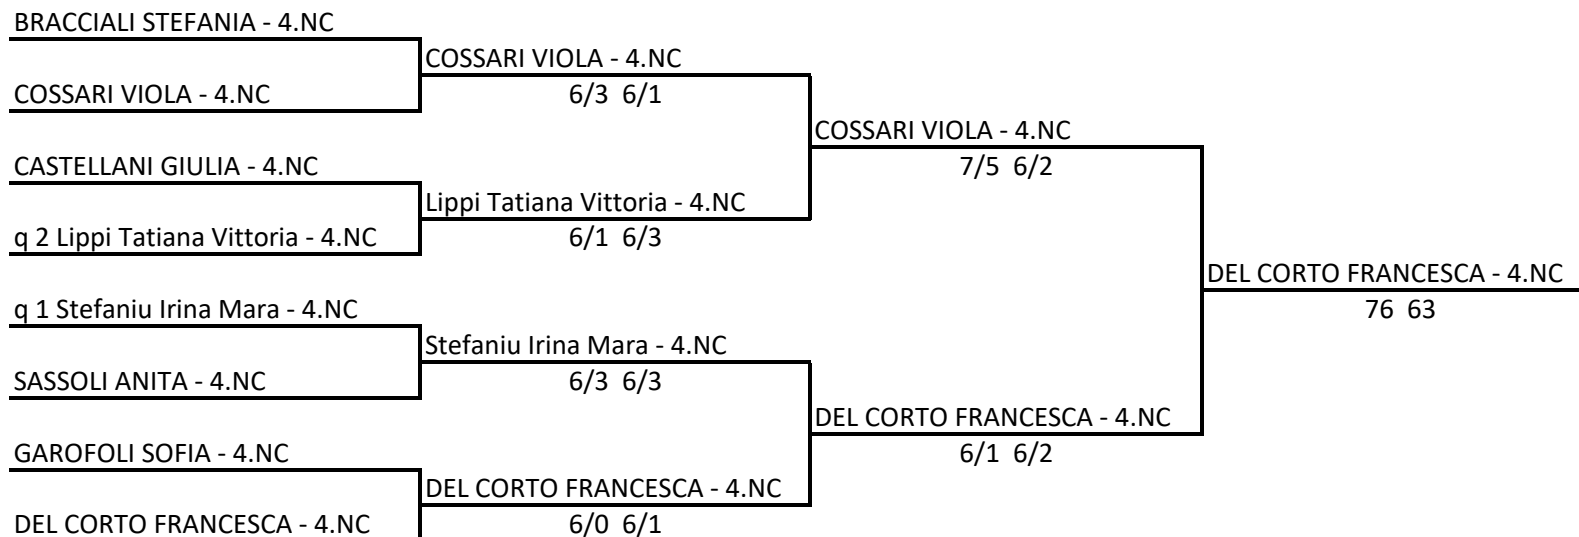 BRACCIALI STEFANIA - 4.NC
COSSARI VIOLA - 4.NC
COSSARI VIOLA - 4.NC
6/3 6/1
COSSARI VIOLA - 4.NC
7/5 6/2
CASTELLANI GIULIA - 4.NC
Lippi Tatiana Vittoria - 4.NC
q 2 Lippi Tatiana Vittoria - 4.NC
6/1 6/3
DEL CORTO FRANCESCA - 4.NC
76 63
q 1 Stefaniu Irina Mara - 4.NC
Stefaniu Irina Mara - 4.NC
SASSOLI ANITA - 4.NC
6/3 6/3
DEL CORTO FRANCESCA - 4.NC
6/1 6/2
GAROFOLI SOFIA - 4.NC
DEL CORTO FRANCESCA - 4.NC
DEL CORTO FRANCESCA - 4.NC
6/0 6/1